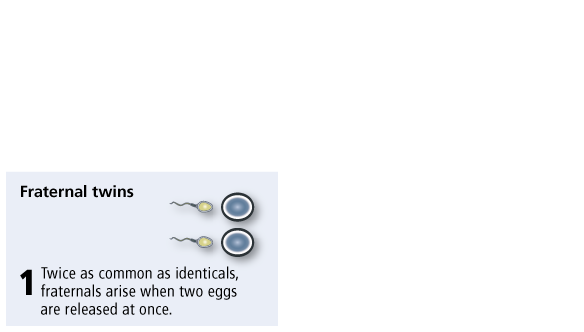 Fraternal twins
1 Twice as common as identicals,
fraternals arise when two eggs
are released at once.